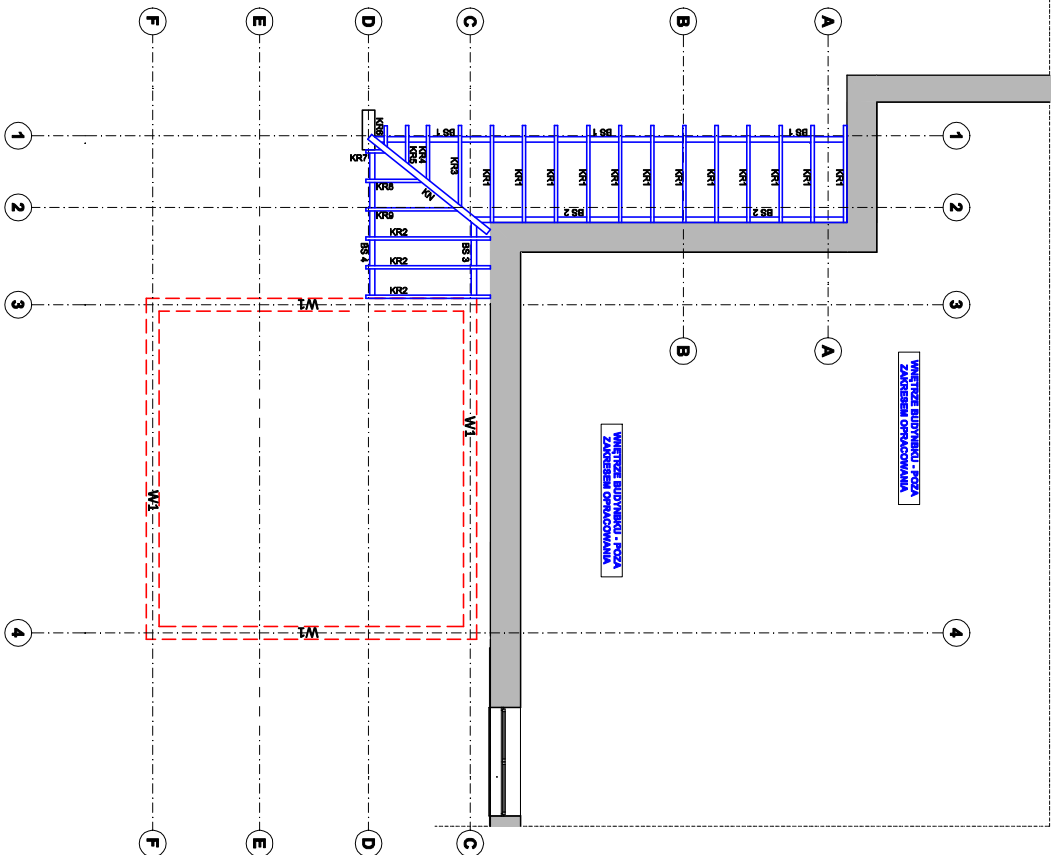 F
E
D
C
B
A
1
1
KR6
BS 1
BS 1
BS 1
KR7
KR5
KR4
KR3
KR1
KR1
KR1
KR1
KR1
KR1
KR1
KR1
KR1
KR1
KR1
KR1
KR8
KN
2
2
KR9
BS 2
BS 2
KR2
BS 4
BS 3
KR2
KR2
3
3
W1
B
A
WNĘTRZE BUDYNEKU - POZA
ZAKRESEM OPRACOWANIA
WNĘTRZE BUDYNEKU - POZA
ZAKRESEM OPRACOWANIA
W1
W1
W1
4
4
F
E
D
C